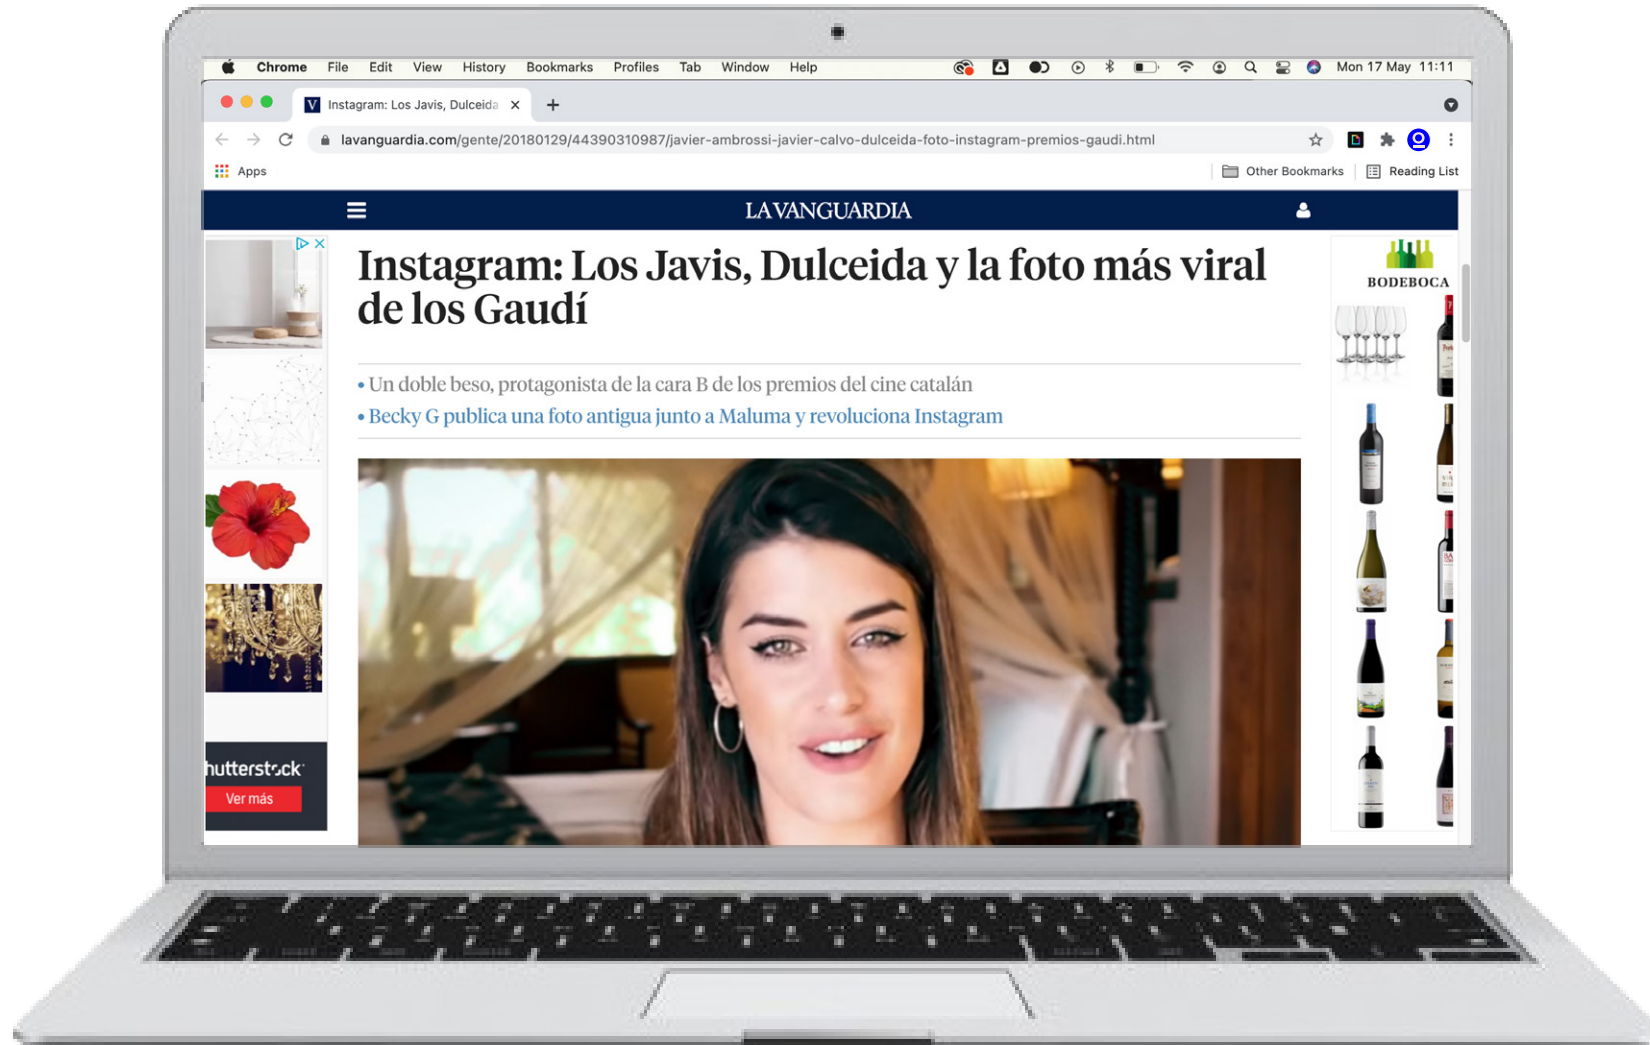 Chrome File Edit View History Bookmarks Profiles Tab Window Help Mon 17 May 11:11
V Instagram: Los Javis, Dulceida
lavanguardia.com/gente/20180129/44390310987/javier-ambrossi-javier-calvo-dulceida-foto-instagram-premios-gaudi.html
Apps Other Bookmarks Reading List
LA VANGUARDIA
Instagram: Los Javis, Dulceida y la foto más viral
de los Gaudí
• Un doble beso, protagonista de la cara B de los premios del cine catalán
• Becky G publica una foto antigua junto a Maluma y revoluciona Instagram
BODEBOCA
hutterstock
Ver más